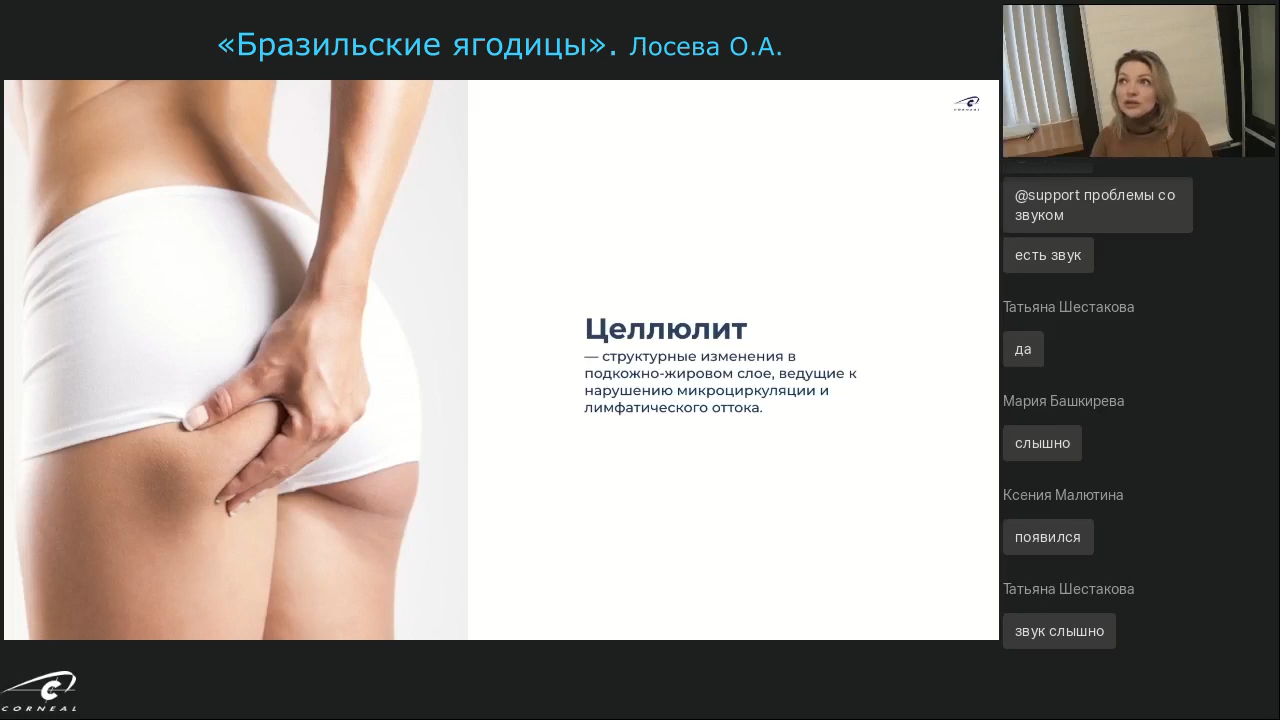 «Бразильские ягодицы». Лосева О.А.
Целлюлит
— структурные изменения в
подкожно-жировом слое, ведущие к
нарушению микроциркуляции и
лимфатического оттока.
@support проблемы со
звуком
есть звук
Татьяна Шестакова
да
Мария Башкирева
слышно
Ксения Малютина
появился
Татьяна Шестакова
звук слышно
CORNEAL